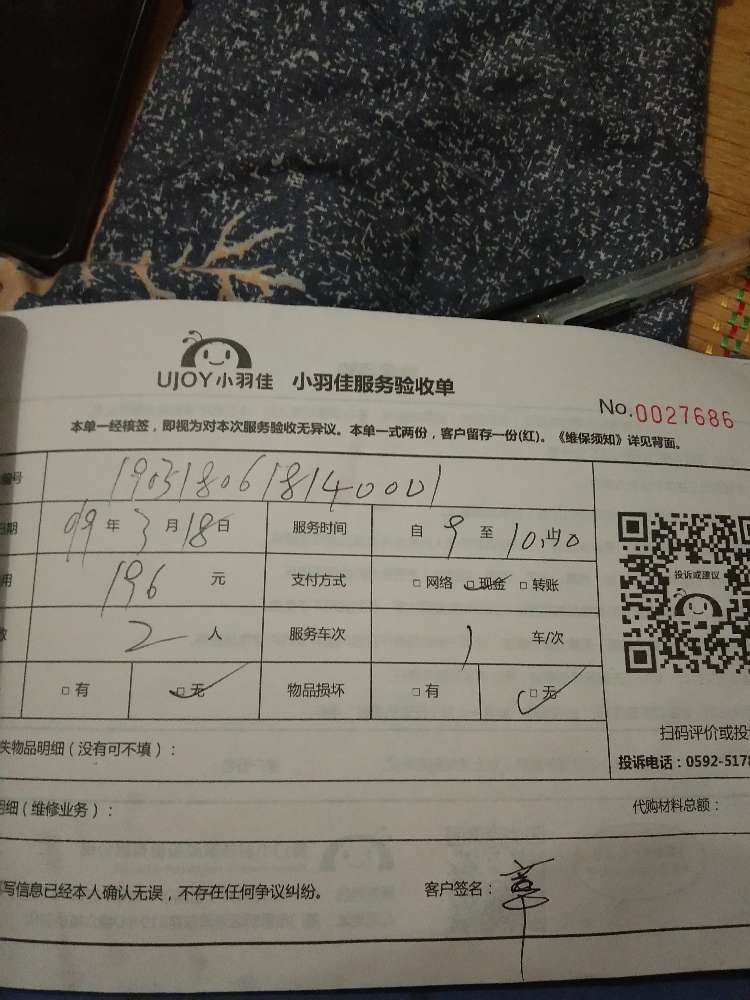 UJOY小羽佳 小羽佳服务验收单
No.0027686
本单一经核签，即视为对本次服务验收无异议。本单一式两份，客户留存一份(红)。《维保须知》详见背面。
编号 1903180618140001
日期 年 3 月 18 日 服务时间 自 9 至 10:40
用 196 元 支付方式 □网络 □现金 □转账
数 2 人 服务车次 1 车/次
□有 □无 物品损坏 □有 □无
投诉或建议
扫码评价或投
失物品明细（没有可不填）：
投诉电话：0592-5178
明细（维修业务）： 代购材料总额：
写信息已经本人确认无误，不存在任何争议纠纷。 客户签名：章